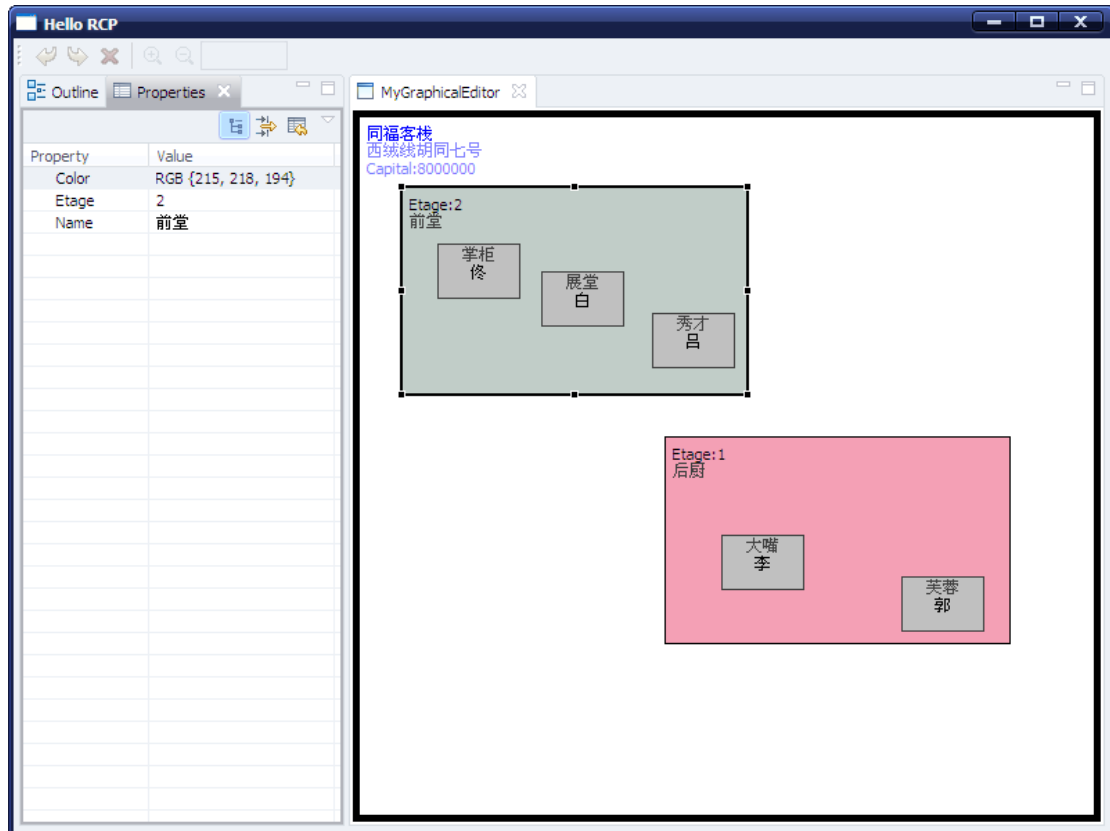 Hello RCP
Outline
Properties
MyGraphicalEditor
Property Value
Color RGB {215, 218, 194}
Etage 2
Name 前堂
同福客栈
西绒线胡同七号
Capital:8000000
Etage:2
前堂
掌柜
佟
展堂
白
秀才
吕
Etage:1
后厨
大嘴
李
芙蓉
郭